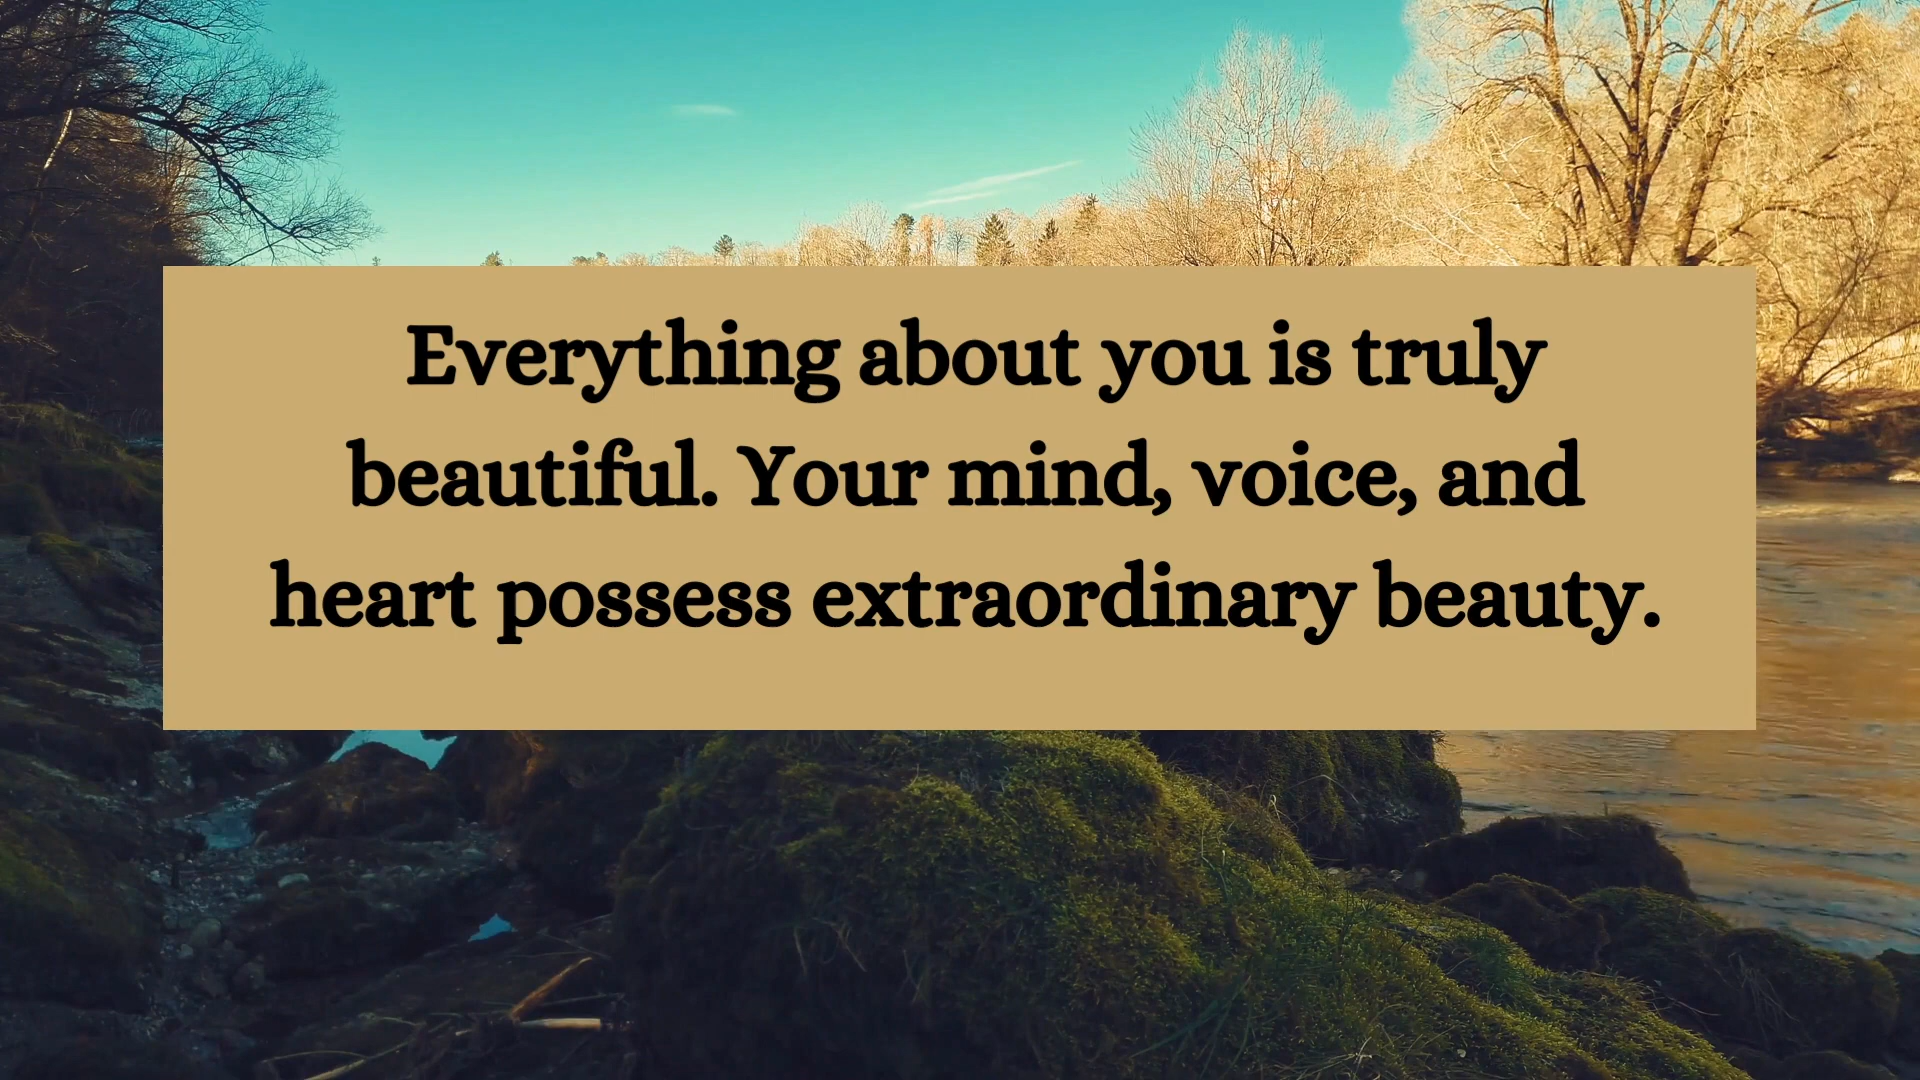 Everything about you is truly
beautiful. Your mind, voice, and
heart possess extraordinary beauty.